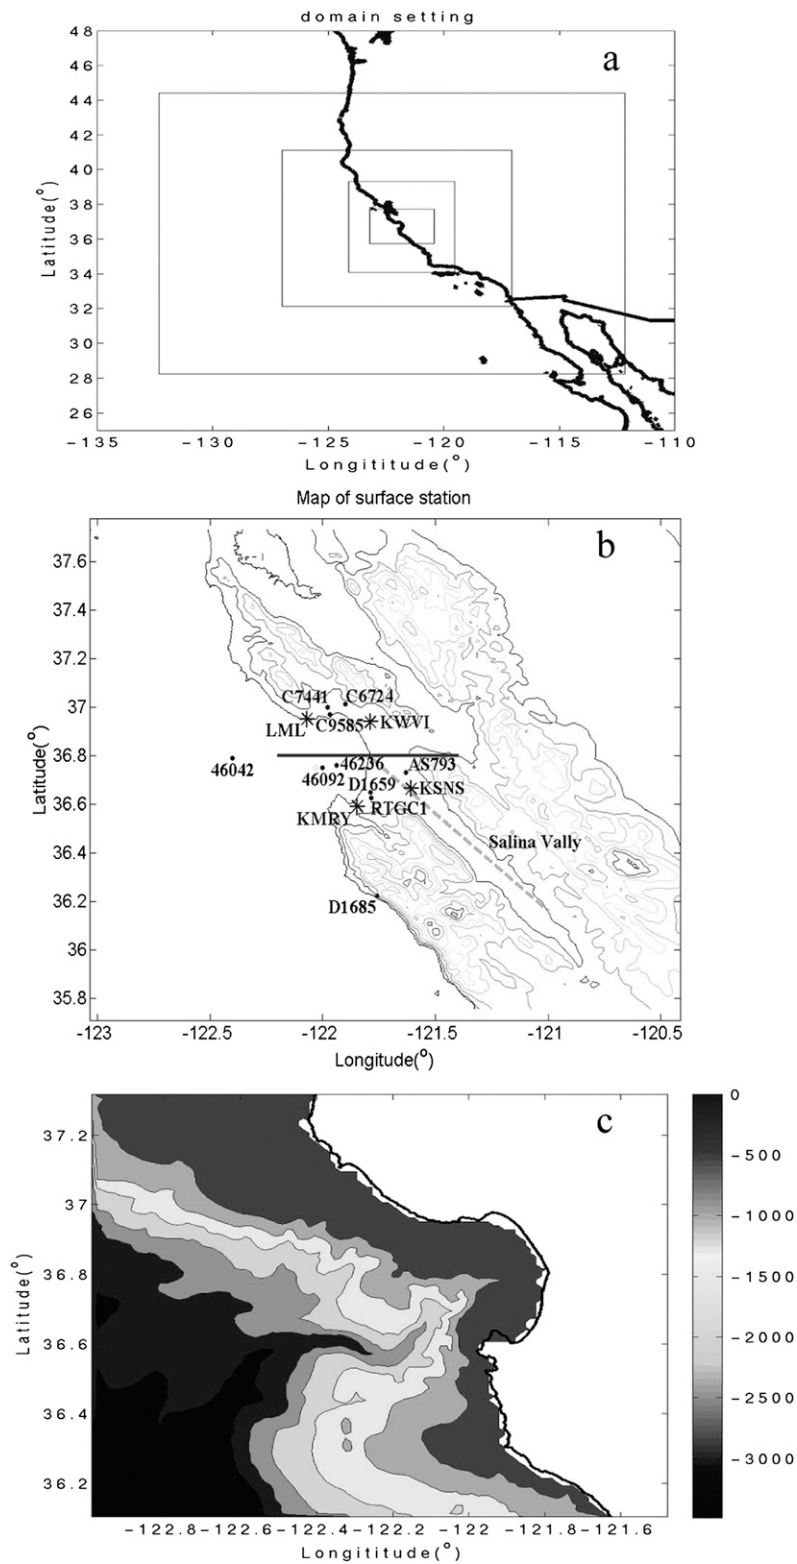 domain setting
a
48
44
42
40
38
36
34
32
30
28
26
Latitude(°)
-135
-130
-125
-120
-115
-110
Longititude(°)
Map of surface station
b
37.6
37.4
37.2
37
36.8
36.6
36.4
36.2
36
35.8
Latitude(°)
C7441
C6724
LML
C9585
KWVI
46042
46092
46236
AS793
D1659
KSNS
KMRY
RTGC1
Salina Vally
D1685
-123
-122.5
-122
-121.5
-121
-120.5
Longitude(°)
c
37.2
37
36.8
36.6
36.4
36.2
Latitude(°)
-122.8
-122.6
-122.4
-122.2
-122
-121.8
-121.6
Longititude(°)
0
-500
-1000
-1500
-2000
-2500
-3000